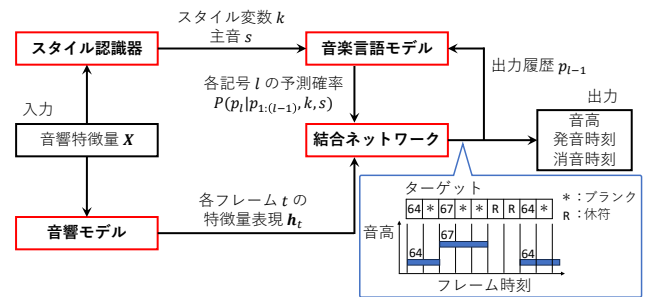 スタイル変数 k
主音 s
スタイル認識器
音楽言語モデル
出力履歴 p_{l−1}
各記号 l の予測確率
P(p_l|p_{1:(l−1)}, k, s)
入力
出力
音響特徴量 X
結合ネットワーク
音高
発音時刻
消音時刻
各フレーム t の
特徴量表現 h_t
音響モデル
ターゲット
64 * 67 * * R R 64 *
*：ブランク
R：休符
音高
67
64
64
フレーム時刻